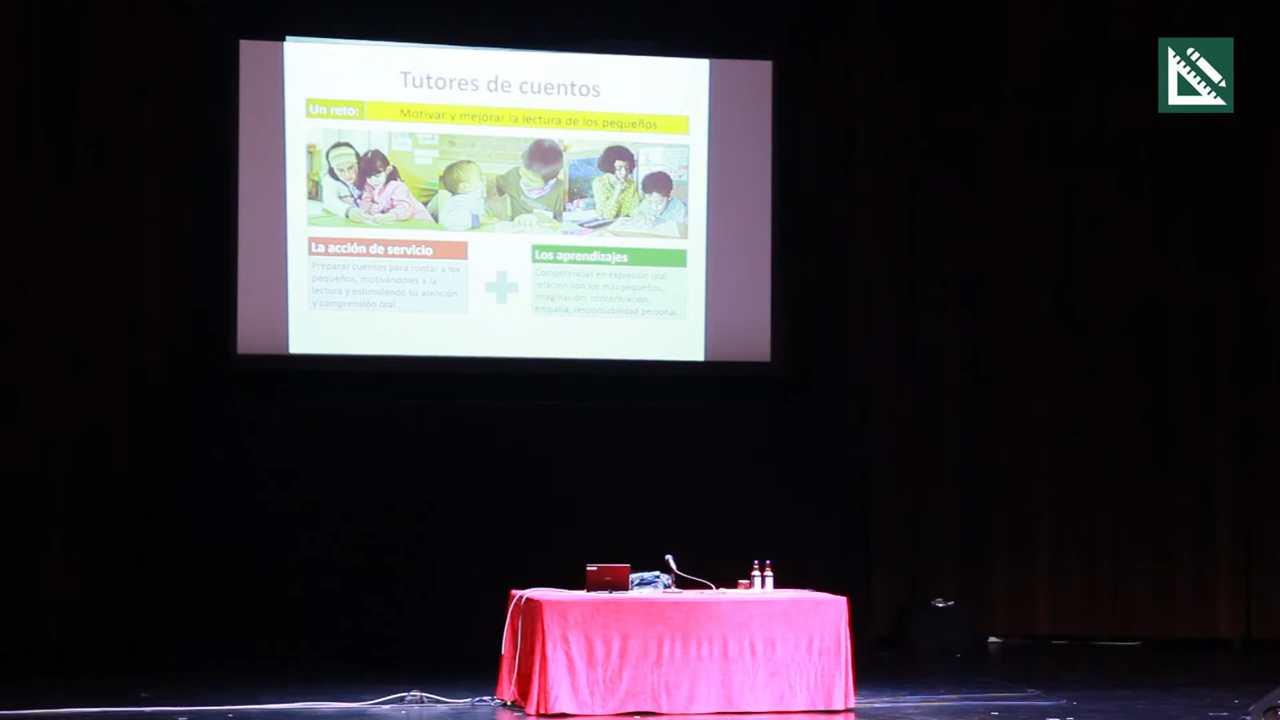 Tutores de cuentos
Un reto:
Motivar y mejorar la lectura de los pequeños
La acción de servicio
Preparar cuentos para contar a los
pequeños, motivándoles a la
lectura y estimulando su atención
y comprensión oral .
Los aprendizajes
Competencias en expresión oral,
relación con los más pequeños,
imaginación, concentración,
empatía, responsabilidad personal.